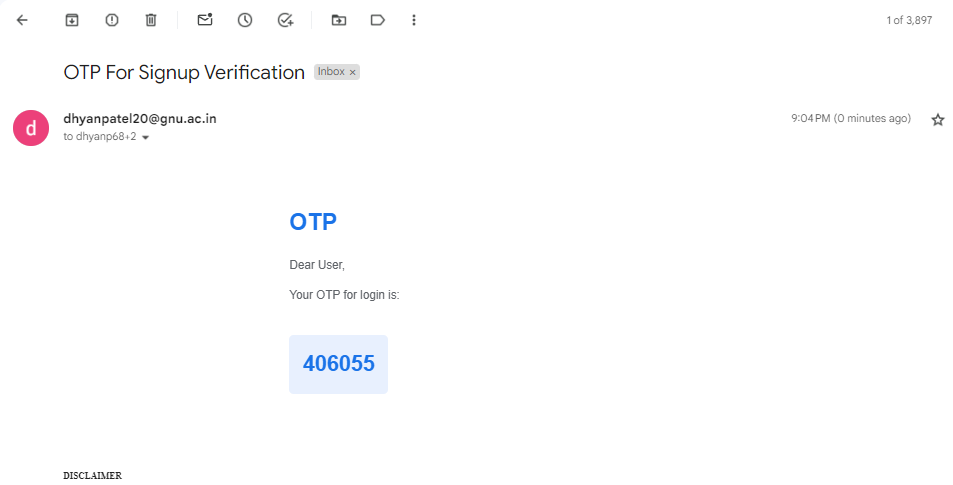 1 of 3,897
OTP For Signup Verification Inbox ×
dhyanpatel20@gnu.ac.in 9:04 PM (0 minutes ago)
d
to dhyanp68+2
OTP
Dear User,
Your OTP for login is:
406055
DISCLAIMER